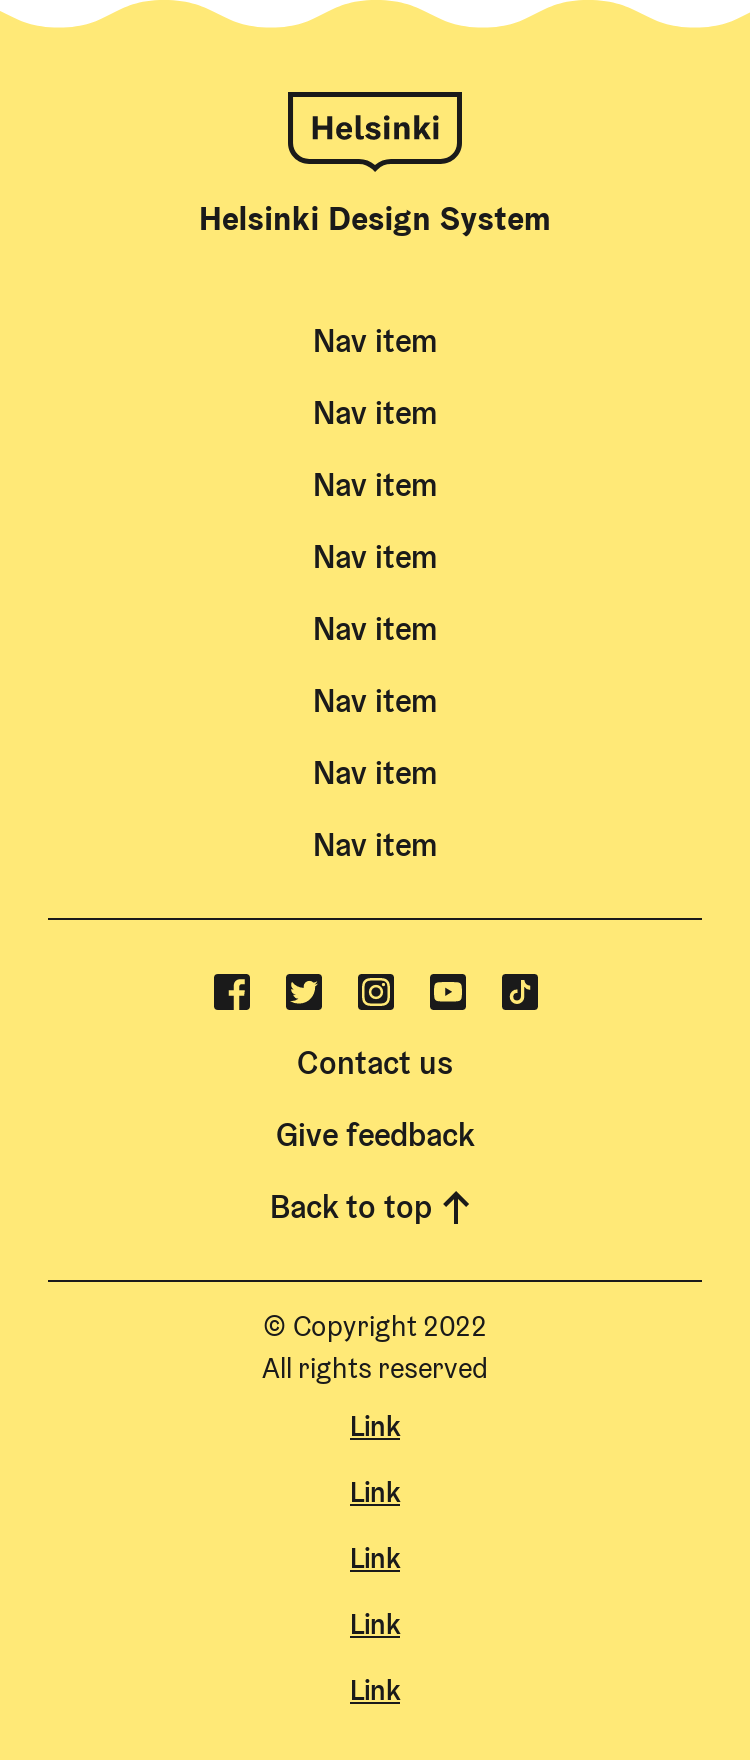 Helsinki
Helsinki Design System
Nav item
Nav item
Nav item
Nav item
Nav item
Nav item
Nav item
Nav item
Contact us
Give feedback
Back to top
© Copyright 2022
All rights reserved
Link
Link
Link
Link
Link